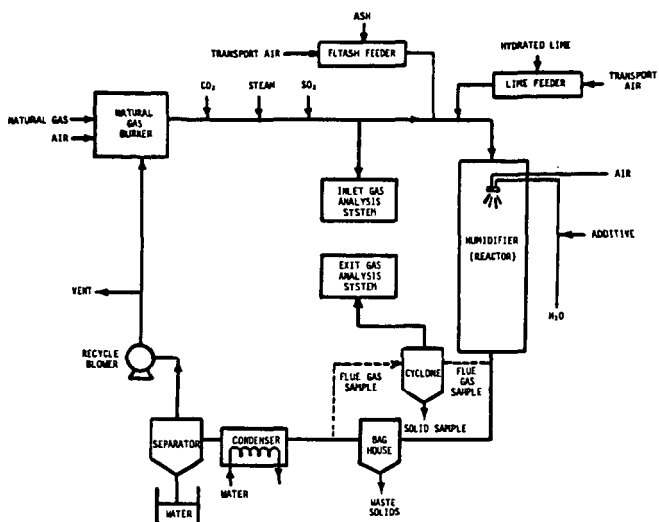 ASH
TRANSPORT AIR
FLTASH FEEDER
HYDRATED LIME
LIME FEEDER
TRANSPORT
AIR
CO₂
STEAM
SO₂
NATURAL GAS
AIR
NATURAL
GAS
BURNER
INLET GAS
ANALYSIS
SYSTEM
AIR
HUMIDIFIER
(REACTOR)
ADDITIVE
H₂O
EXIT GAS
ANALYSIS
SYSTEM
VENT
RECYCLE
BLOWER
FLUE GAS
SAMPLE
CYCLONE
FLUE GAS
SAMPLE
SOLID SAMPLE
SEPARATOR
CONDENSER
BAG
HOUSE
WATER
WATER
WASTE
SOLIDS